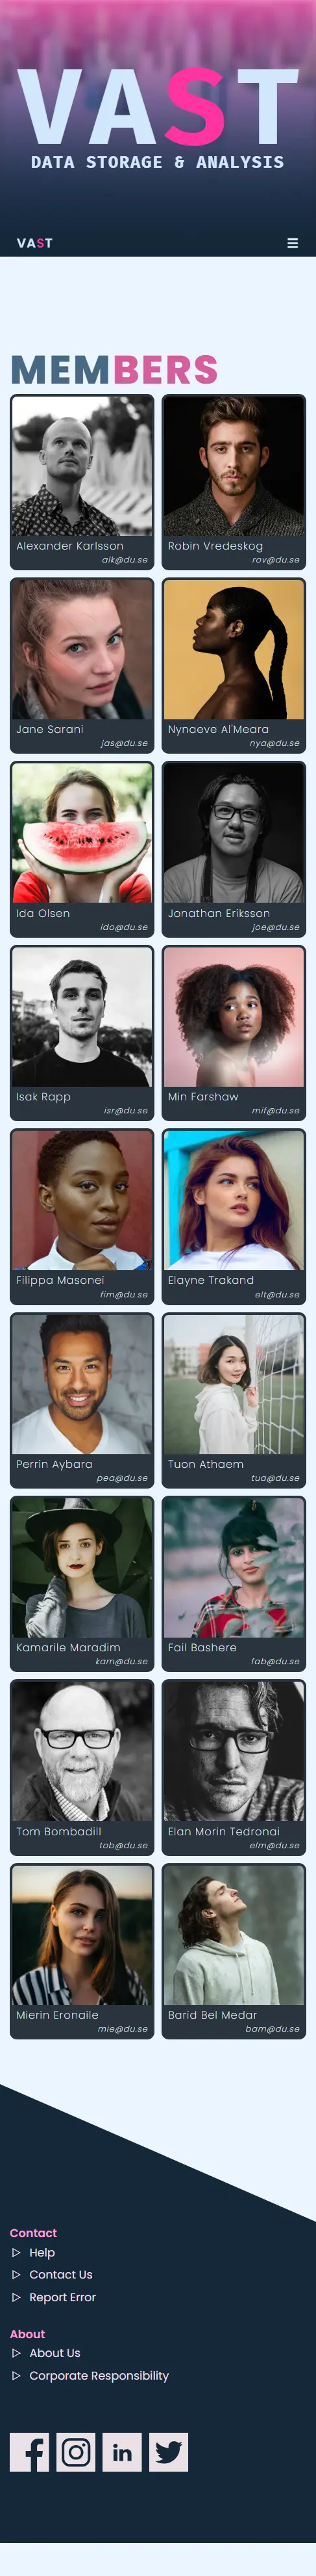 VAST
DATA STORAGE & ANALYSIS
VAST
MEMBERS
Alexander Karlsson
alk@du.se
Robin Vredeskog
rov@du.se
Jane Sarani
jas@du.se
Nynaeve Al'Meara
nya@du.se
Ida Olsen
ido@du.se
Jonathan Eriksson
joe@du.se
Isak Rapp
isr@du.se
Min Farshaw
mif@du.se
Filippa Masonei
fim@du.se
Elayne Trakand
elt@du.se
Perrin Aybara
pea@du.se
Tuon Athaem
tua@du.se
Kamarile Maradim
kam@du.se
Fail Bashere
fab@du.se
Tom Bombadill
tob@du.se
Elan Morin Tedronai
elm@du.se
Mierin Eronaile
mie@du.se
Barid Bel Medar
bam@du.se
Contact
Help
Contact Us
Report Error
About
About Us
Corporate Responsibility